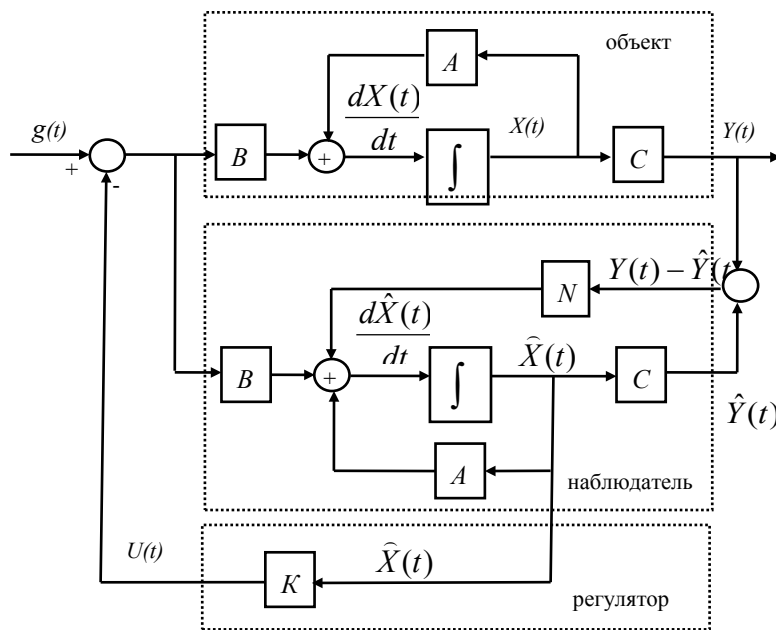 объект
A
g(t)
dX(t)
dt
X(t)
Y(t)
B
+
∫
C
+
-
N
Y(t) − Ŷ(t
dX̂(t)
dt
X̂(t)
B
+
∫
C
Ŷ(t)
A
наблюдатель
U(t)
K
X̂(t)
регулятор